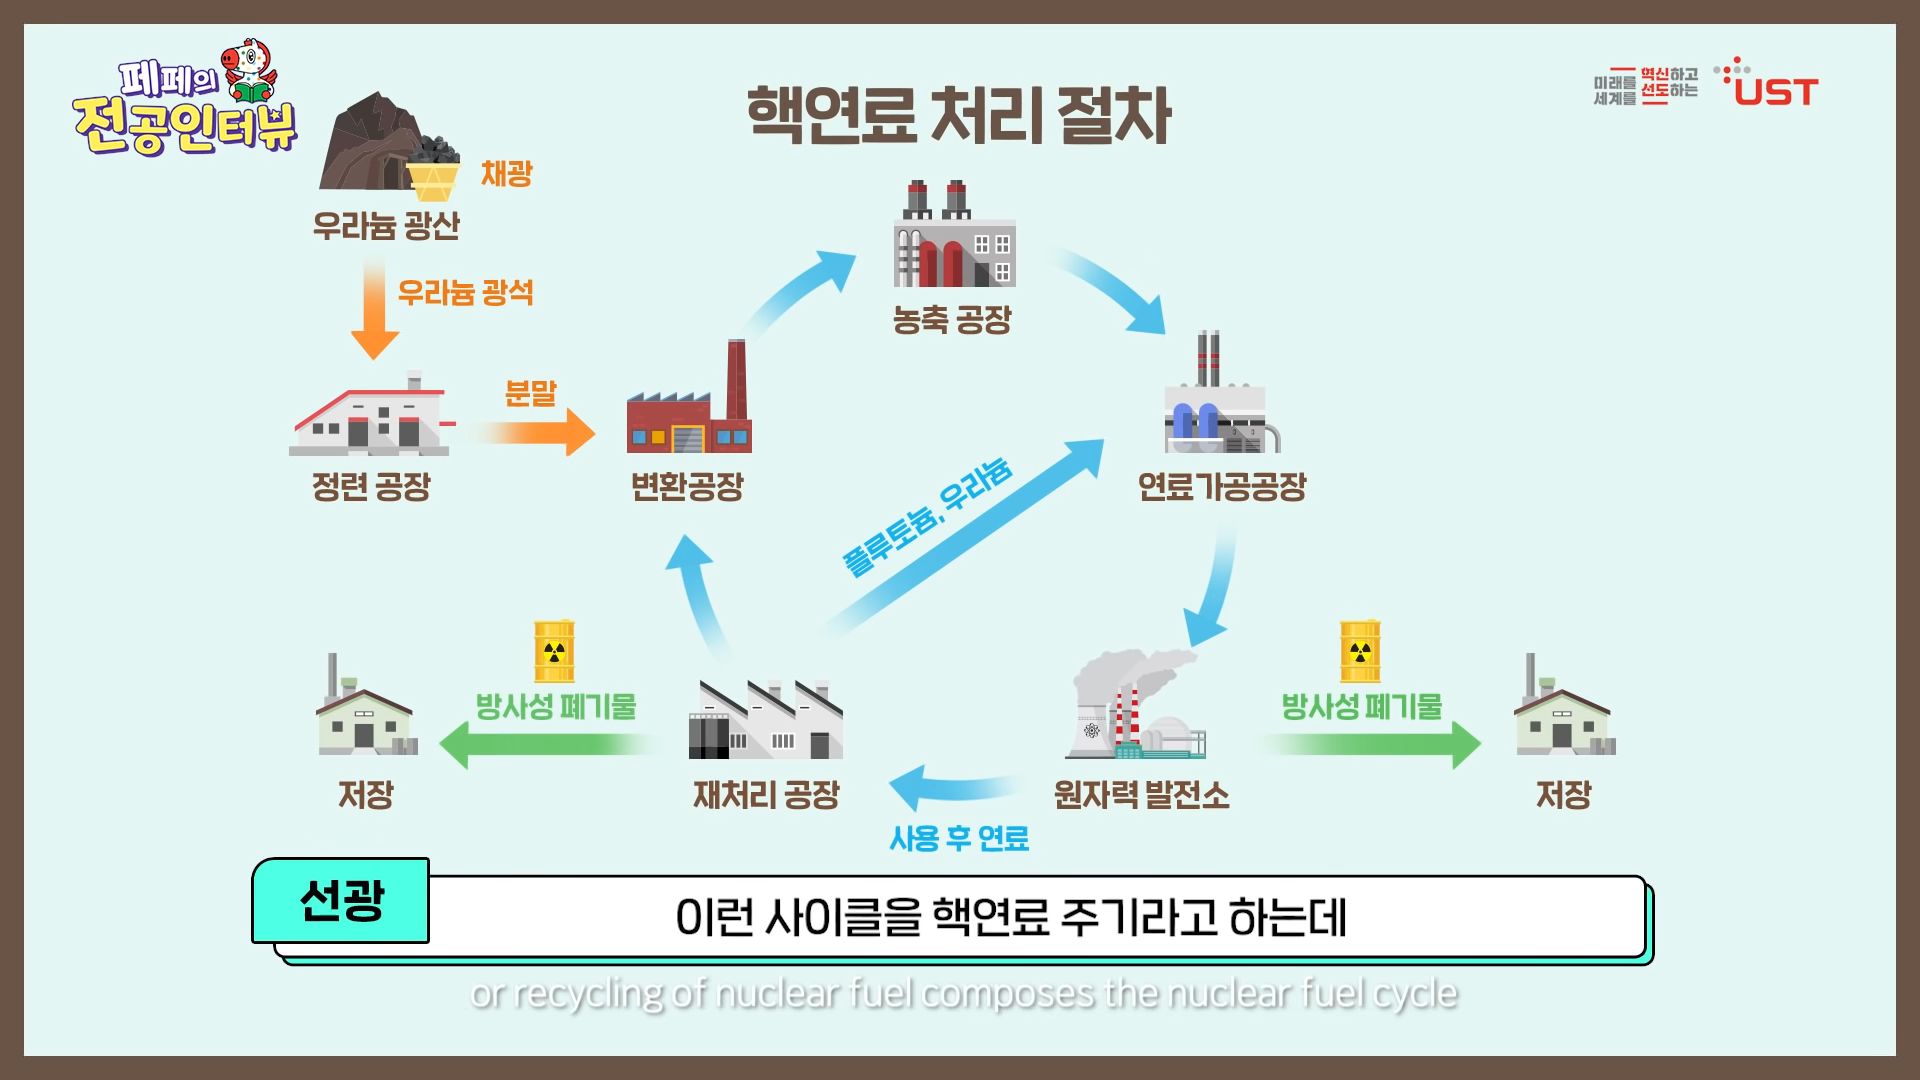 페페의
전공인터뷰
핵연료 처리 절차
미래를 혁신하고
세계를 선도하는
UST
채광
우라늄 광산
우라늄 광석
농축 공장
분말
정련 공장
변환공장
플루토늄, 우라늄
연료가공공장
방사성 폐기물
방사성 폐기물
저장
재처리 공장
원자력 발전소
저장
사용 후 연료
선광
이런 사이클을 핵연료 주기라고 하는데
or recycling of nuclear fuel composes the nuclear fuel cycle